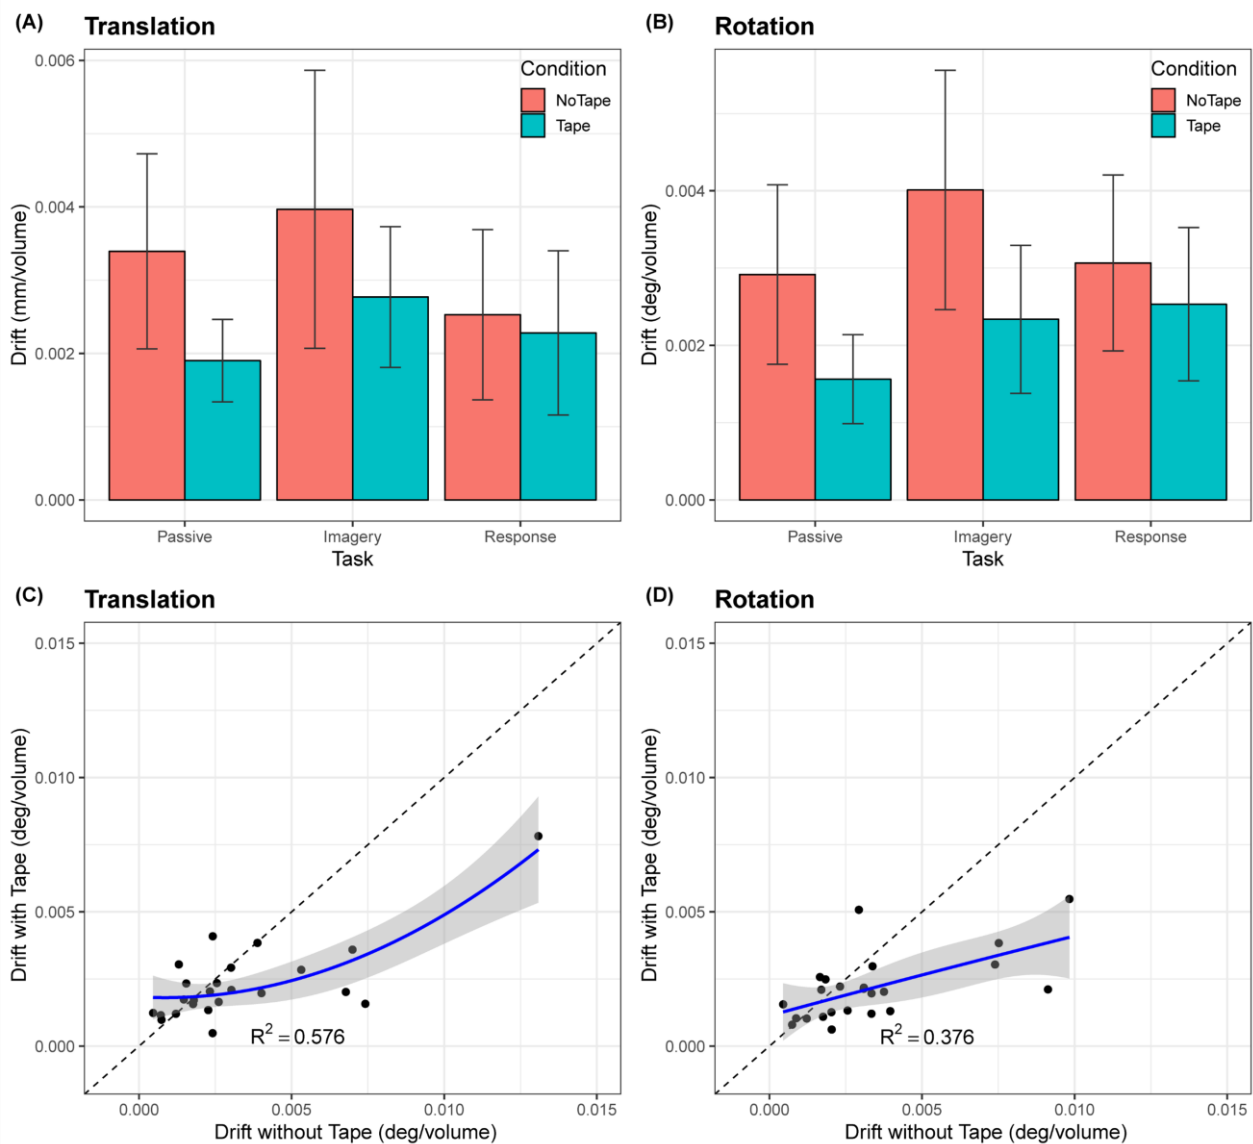 (A) Translation
0.006
0.004
0.002
0.000
Drift (mm/volume)
Condition
NoTape
Tape
Passive Imagery Response
Task
(B) Rotation
0.004
0.002
0.000
Drift (deg/volume)
Condition
NoTape
Tape
Passive Imagery Response
Task
(C) Translation
0.015
0.010
0.005
0.000
Drift with Tape (deg/volume)
R² = 0.576
0.000 0.005 0.010 0.015
Drift without Tape (deg/volume)
(D) Rotation
0.015
0.010
0.005
0.000
Drift with Tape (deg/volume)
R² = 0.376
0.000 0.005 0.010 0.015
Drift without Tape (deg/volume)